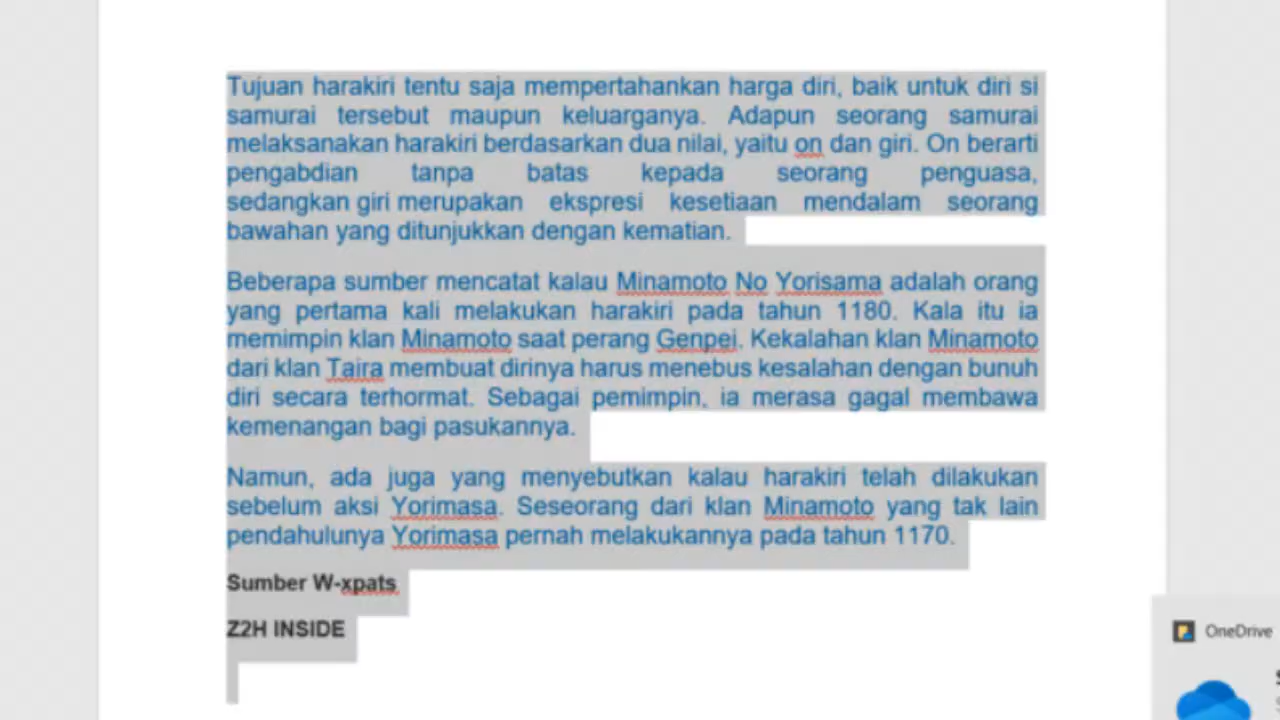 Tujuan harakiri tentu saja mempertahankan harga diri, baik untuk diri si
samurai tersebut maupun keluarganya. Adapun seorang samurai
melaksanakan harakiri berdasarkan dua nilai, yaitu on dan giri. On berarti
pengabdian tanpa batas kepada seorang penguasa,
sedangkan giri merupakan ekspresi kesetiaan mendalam seorang
bawahan yang ditunjukkan dengan kematian.
Beberapa sumber mencatat kalau Minamoto No Yorisama adalah orang
yang pertama kali melakukan harakiri pada tahun 1180. Kala itu ia
memimpin klan Minamoto saat perang Genpei. Kekalahan klan Minamoto
dari klan Taira membuat dirinya harus menebus kesalahan dengan bunuh
diri secara terhormat. Sebagai pemimpin, ia merasa gagal membawa
kemenangan bagi pasukannya.
Namun, ada juga yang menyebutkan kalau harakiri telah dilakukan
sebelum aksi Yorimasa. Seseorang dari klan Minamoto yang tak lain
pendahulunya Yorimasa pernah melakukannya pada tahun 1170.
Sumber W-xpats
Z2H INSIDE
OneDrive